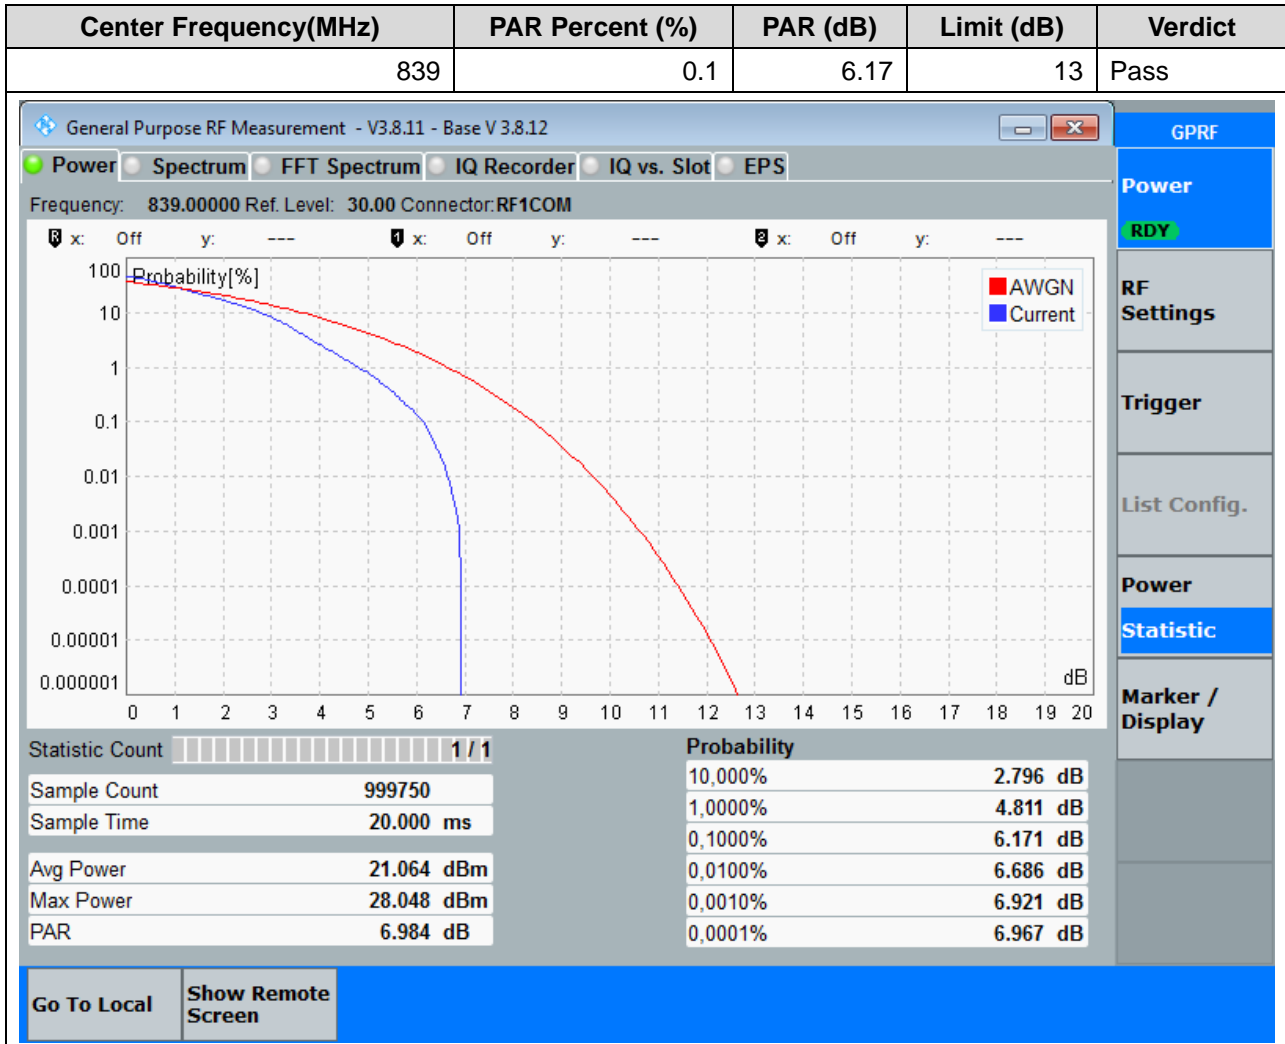 Center Frequency(MHz) PAR Percent (%) PAR (dB) Limit (dB) Verdict
839 0.1 6.17 13 Pass
General Purpose RF Measurement - V3.8.11 - Base V 3.8.12
GPRF
Power Spectrum FFT Spectrum IQ Recorder IQ vs. Slot EPS
Power
RDY
Frequency: 839.00000 Ref. Level: 30.00 Connector:RF1COM
R x: Off y: --- 1 x: Off y: --- 2 x: Off y: ---
Probability[%]
100
10
1
0.1
0.01
0.001
0.0001
0.00001
0.000001
AWGN
Current
dB
0 1 2 3 4 5 6 7 8 9 10 11 12 13 14 15 16 17 18 19 20
RF
Settings
Trigger
List Config.
Power
Statistic
Marker /
Display
Statistic Count 1 / 1
Sample Count 999750
Sample Time 20.000 ms
Avg Power 21.064 dBm
Max Power 28.048 dBm
PAR 6.984 dB
Probability
10,000% 2.796 dB
1,0000% 4.811 dB
0,1000% 6.171 dB
0,0100% 6.686 dB
0,0010% 6.921 dB
0,0001% 6.967 dB
Go To Local
Show Remote
Screen